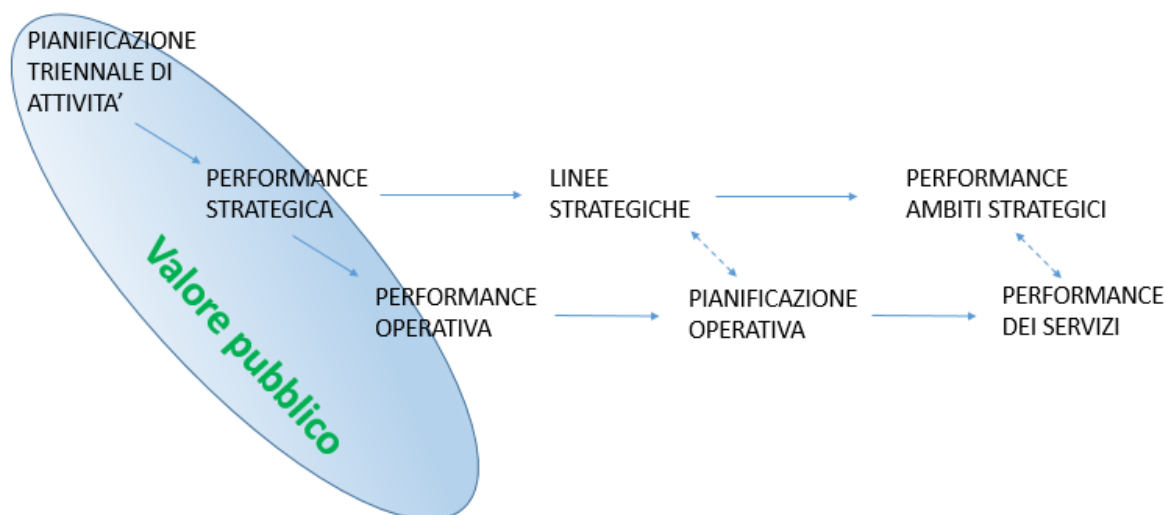 PIANIFICAZIONE
TRIENNALE DI
ATTIVITA’
PERFORMANCE
STRATEGICA
LINEE
STRATEGICHE
PERFORMANCE
AMBITI STRATEGICI
PERFORMANCE
OPERATIVA
PIANIFICAZIONE
OPERATIVA
PERFORMANCE
DEI SERVIZI
Valore pubblico